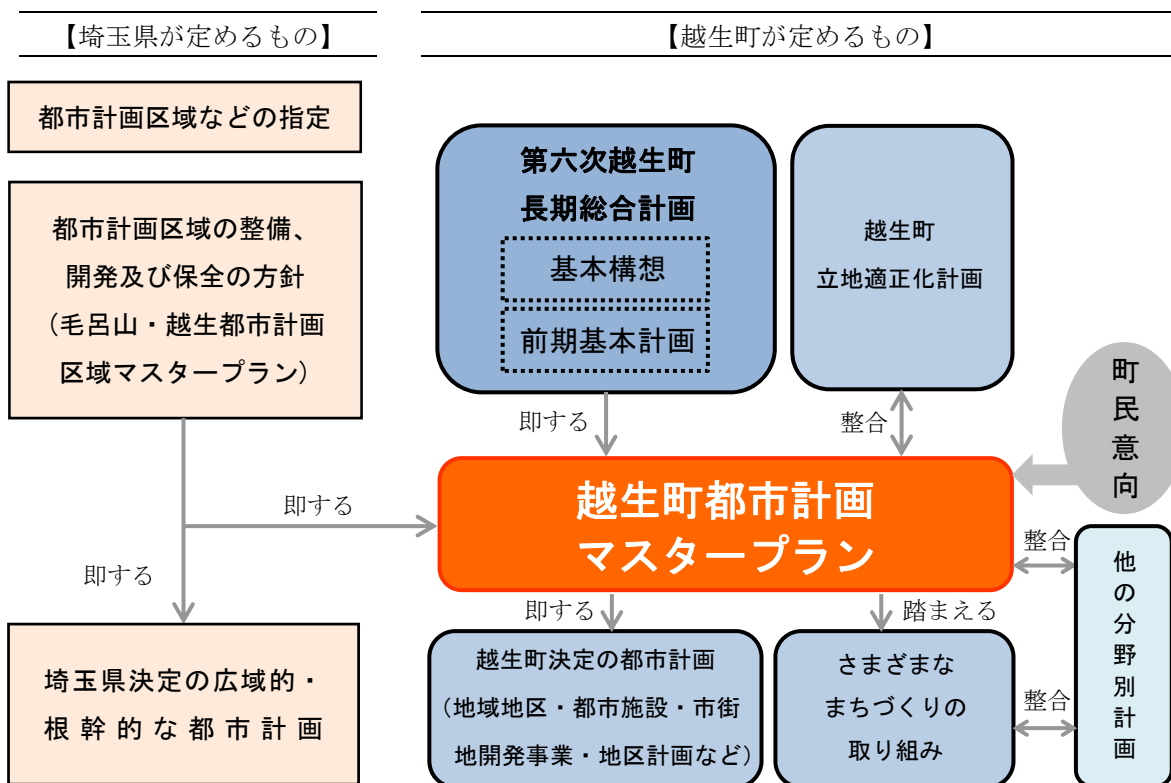 【埼玉県が定めるもの】
【越生町が定めるもの】
都市計画区域などの指定
都市計画区域の整備、
開発及び保全の方針
(毛呂山・越生都市計画
区域マスタープラン)
即する
即する
埼玉県決定の広域的・
根幹的な都市計画
第六次越生町
長期総合計画
基本構想
前期基本計画
越生町
立地適正化計画
即する
整合
町民意向
越生町都市計画
マスタープラン
整合
他の分野別計画
即する
踏まえる
越生町決定の都市計画
(地域地区・都市施設・市街
地開発事業・地区計画など)
さまざまな
まちづくりの
取り組み
整合